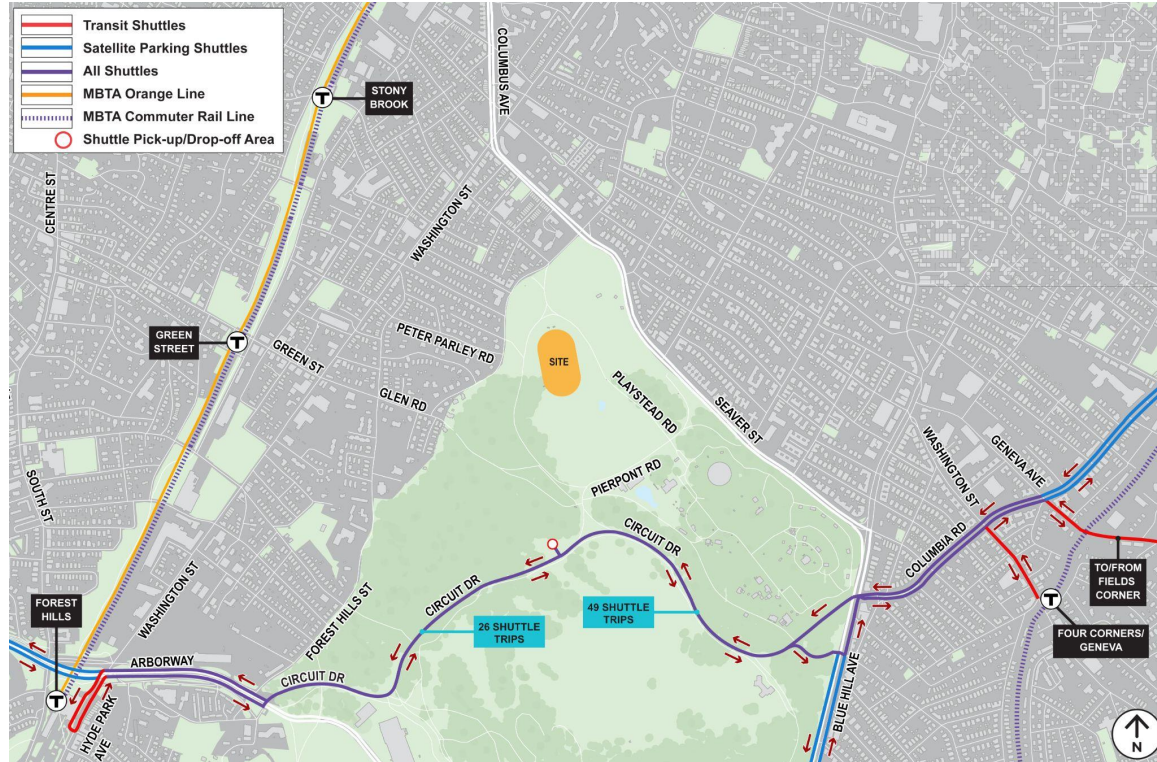 Transit Shuttles
Satellite Parking Shuttles
All Shuttles
MBTA Orange Line
MBTA Commuter Rail Line
Shuttle Pick-up/Drop-off Area
T
STONY
BROOK
COLUMBUS AVE
CENTRE ST
WASHINGTON ST
GREEN
STREET
T
GREEN ST
PETER PARLEY RD
GLEN RD
SITE
PLAYSTEAD RD
SEAVER ST
PIERPONT RD
WASHINGTON ST
GENEVA AVE
SOUTH ST
WASHINGTON ST
FOREST HILLS ST
CIRCUIT DR
CIRCUIT DR
COLUMBIA RD
TO/FROM
FIELDS
CORNER
FOREST
HILLS
T
26 SHUTTLE
TRIPS
49 SHUTTLE
TRIPS
T
FOUR CORNERS/
GENEVA
ARBORWAY
CIRCUIT DR
HYDE PARK
AVE
BLUE HILL AVE
N